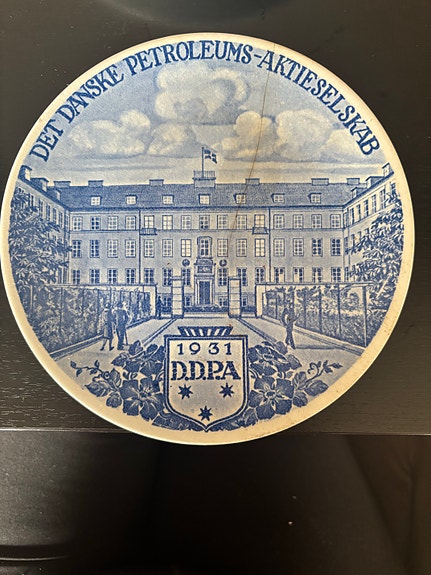 DET DANSKE PETROLEUMS-AKTIESELSKAB
1931
D.D.P.A